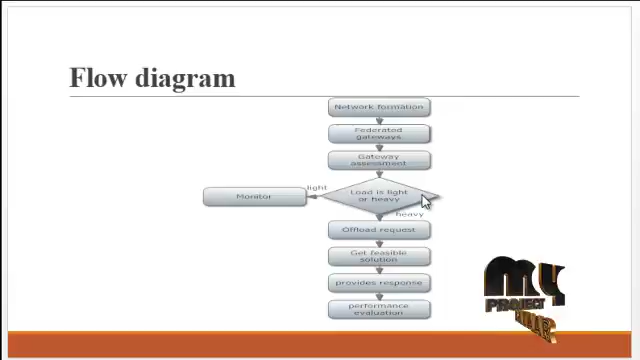 Flow diagram
Network formation
Federated
gateways
Gateway
assessment
light
Monitor
Load is light
or heavy
heavy
Offload request
Get feasible
solution
provides response
performance
evaluation
my
PROJECT